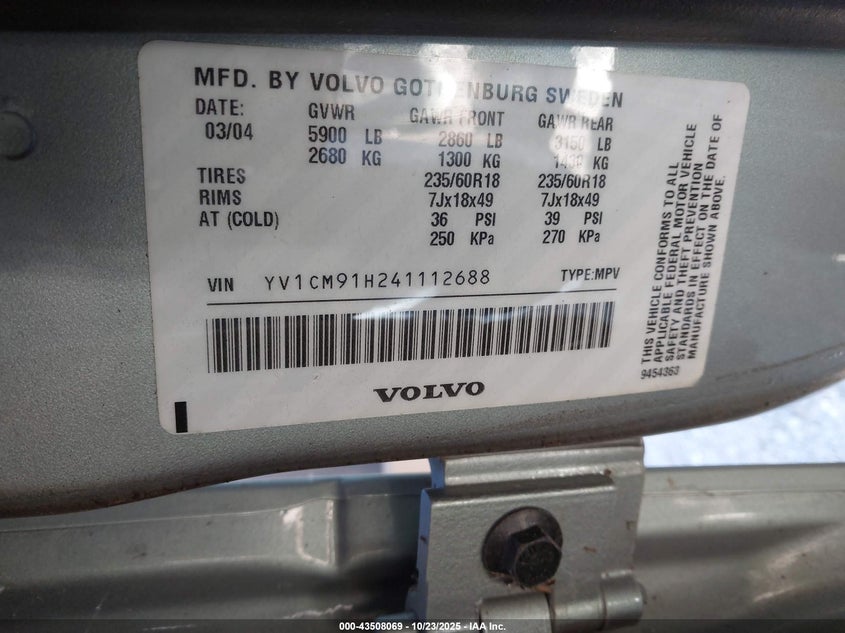 MFD. BY VOLVO GOTHENBURG SWEDEN
DATE: GVWR GAWR FRONT GAWR REAR
03/04 5900 LB 2860 LB 3160 LB
2680 KG 1300 KG KG
TIRES 235/60R18 235/60R18
RIMS 7Jx18x49 7Jx18x49
AT (COLD) 36 PSI 39 PSI
250 KPa 270 KPa
VIN YV1CM91H241112688 TYPE:MPV
VOLVO
THIS VEHICLE CONFORMS TO ALL
APPLICABLE FEDERAL MOTOR VEHICLE
SAFETY AND THEFT PREVENTION
STANDARDS IN EFFECT ON THE DATE OF
MANUFACTURE SHOWN ABOVE.
9454363
000-43508069 - 10/23/2025 - IAA Inc.